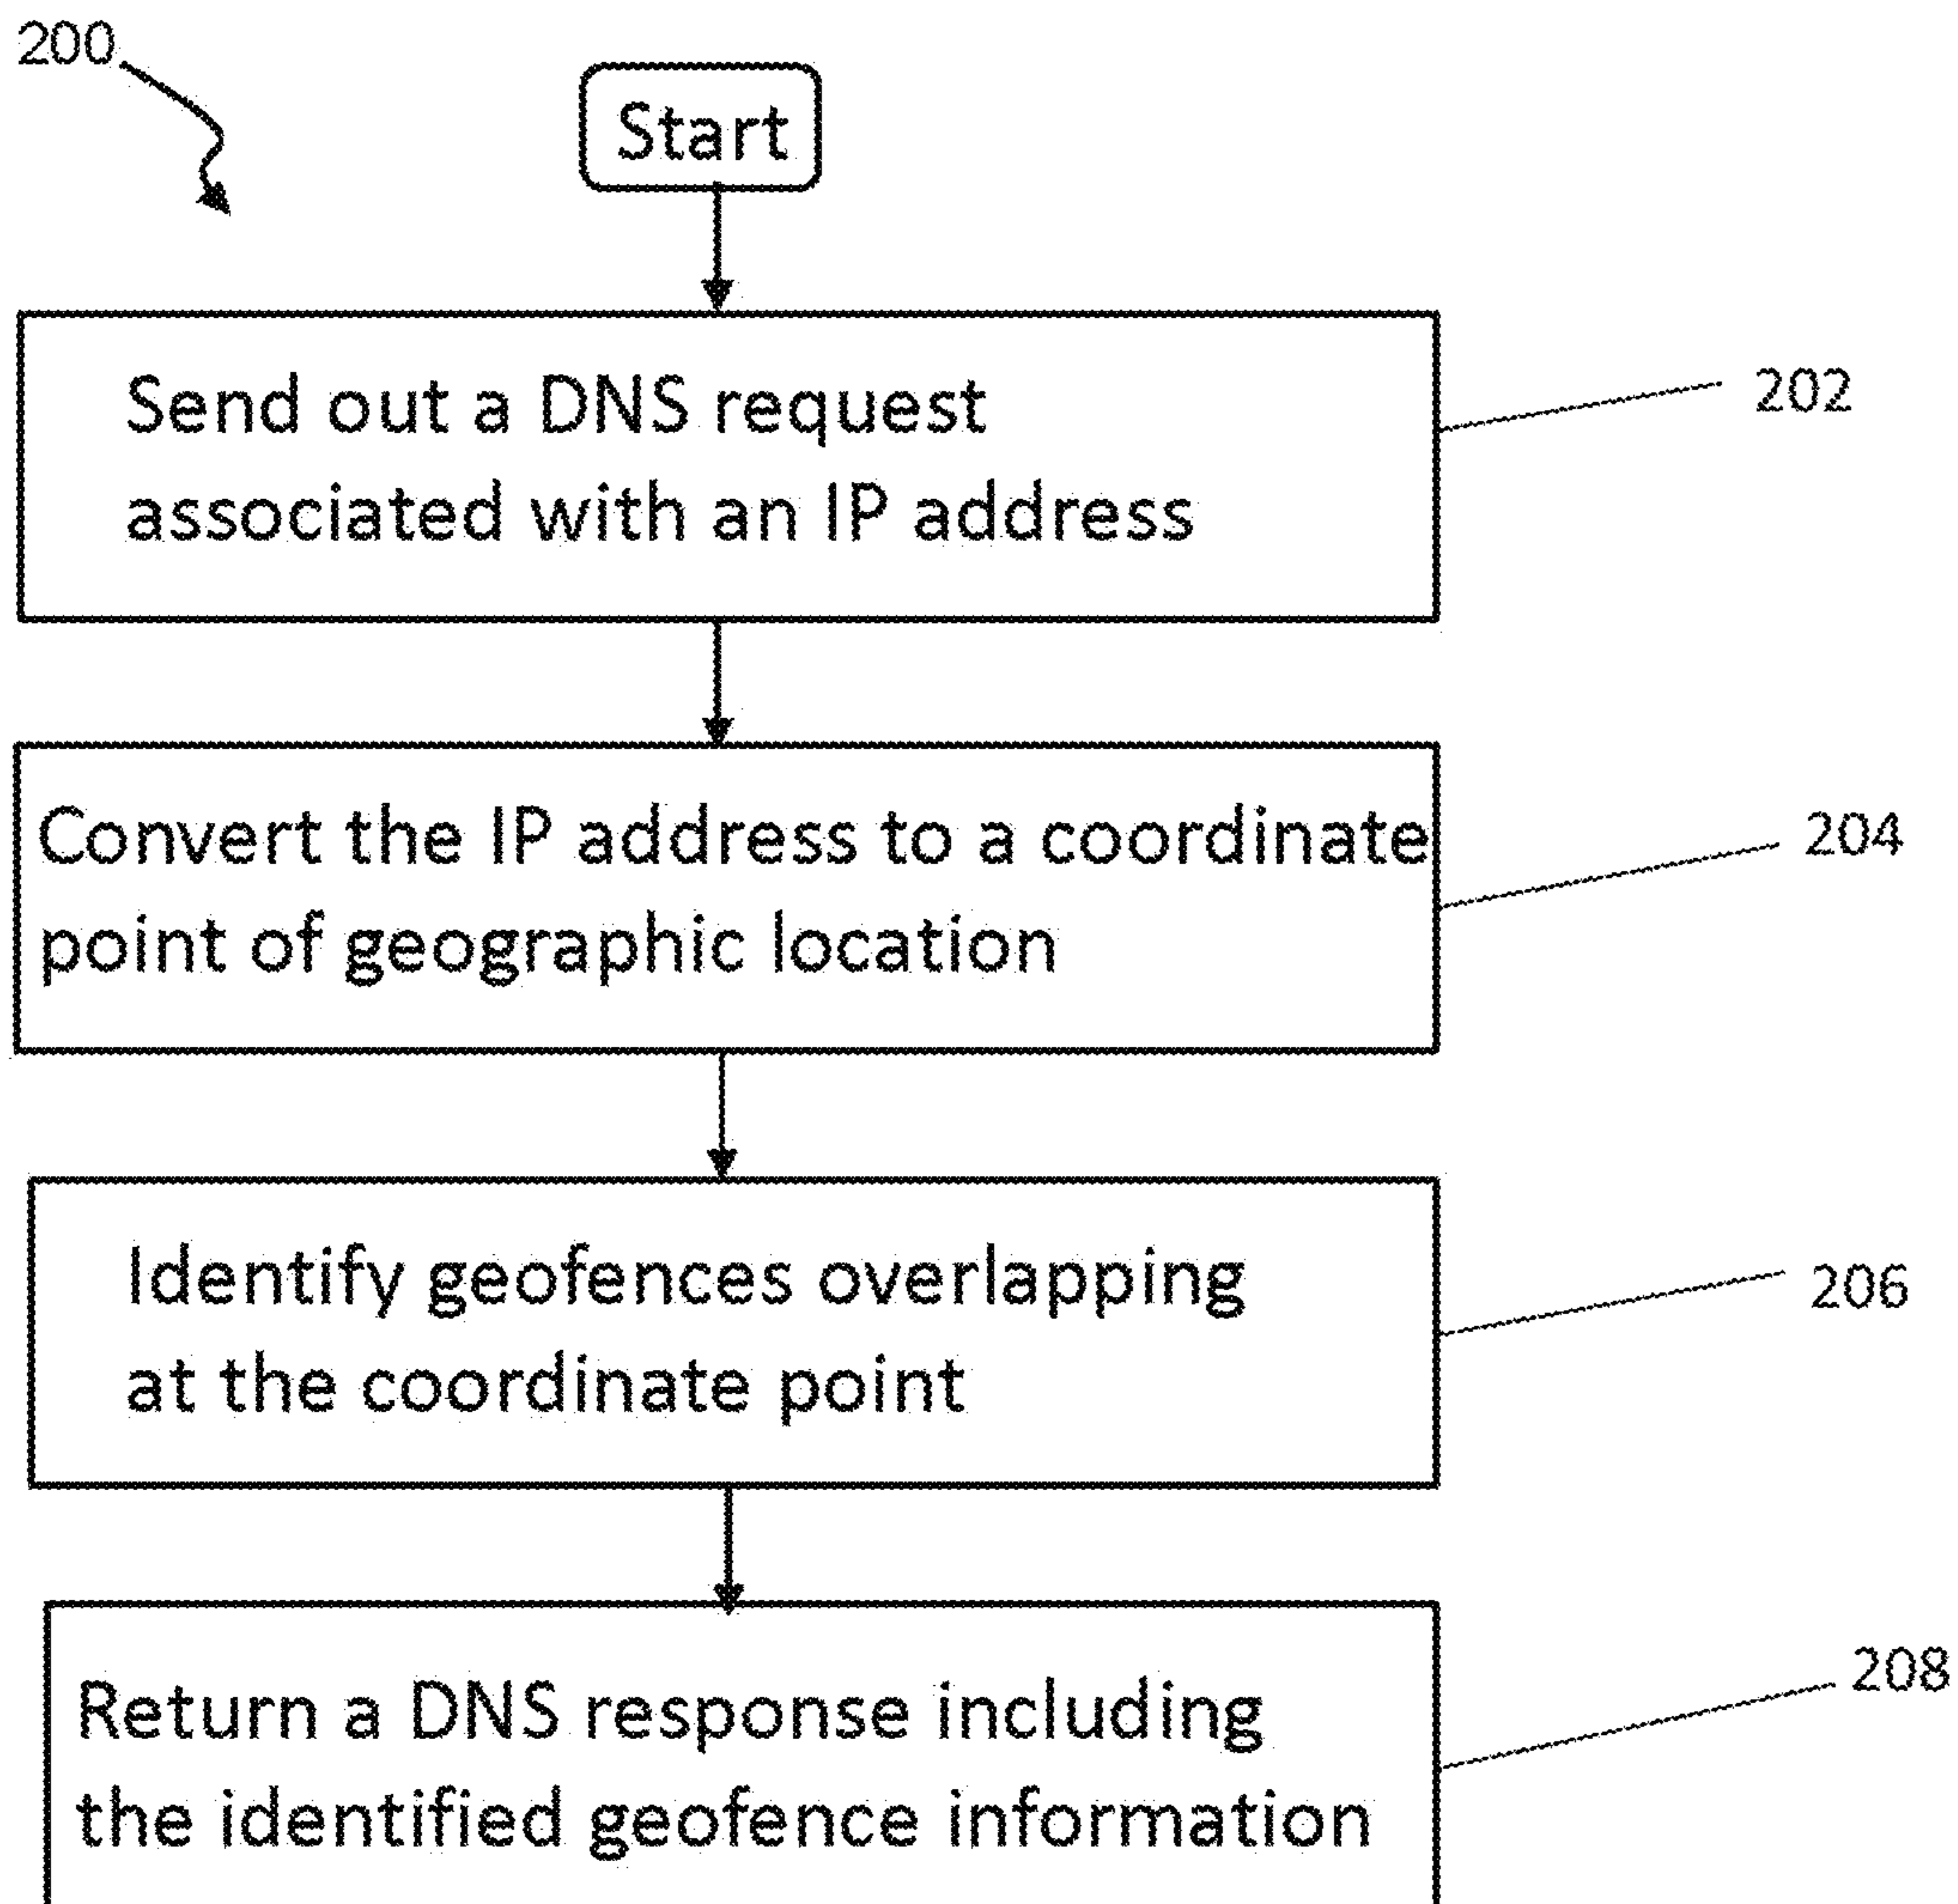 200
Start
Send out a DNS request
associated with an IP address
202
Convert the IP address to a coordinate
point of geographic location
204
Identify geofences overlapping
at the coordinate point
206
Return a DNS response including
the identified geofence information
208